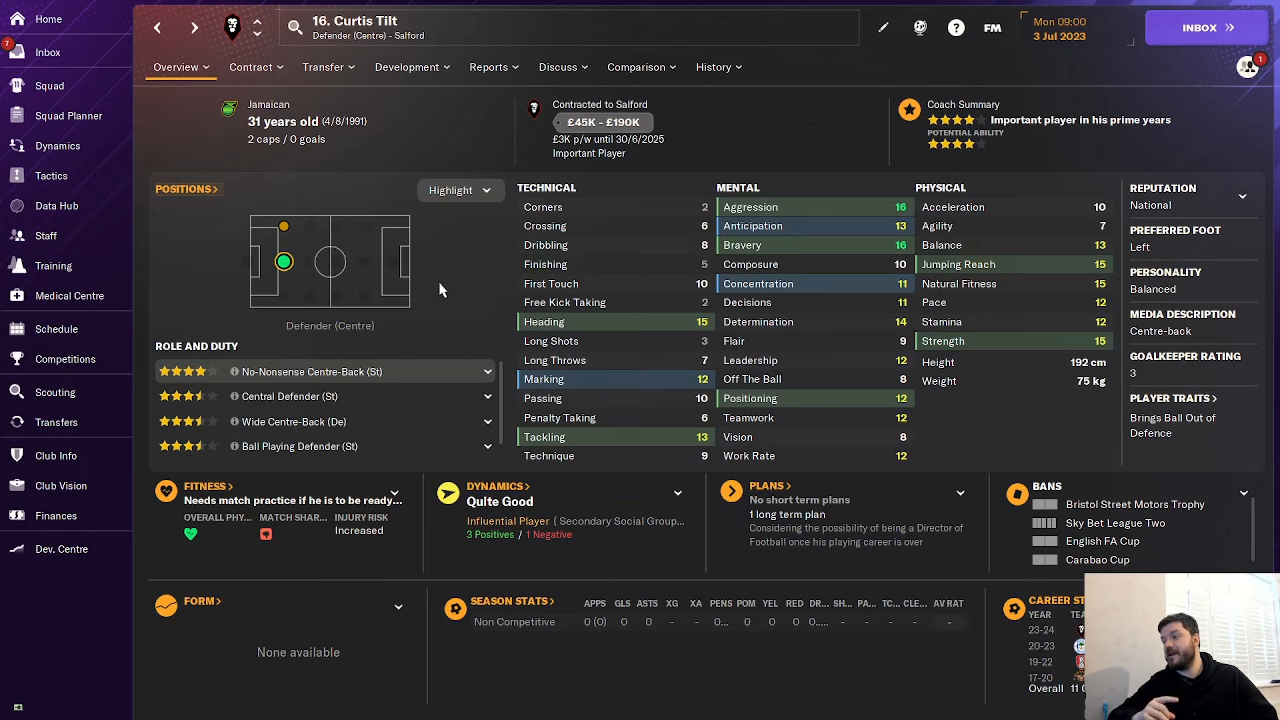 Home
7
Inbox
Squad
Squad Planner
Dynamics
Tactics
Data Hub
Staff
Training
Medical Centre
Schedule
Competitions
Scouting
Transfers
Club Info
Club Vision
Finances
Dev. Centre
16. Curtis Tilt
Defender (Centre) - Salford
?
FM
Mon 09:00
3 Jul 2023
INBOX
1
Overview
Contract
Transfer
Development
Reports
Discuss
Comparison
History
Jamaican
31 years old (4/8/1991)
2 caps / 0 goals
Contracted to Salford
£45K - £190K
£3K p/w until 30/6/2025
Important Player
Coach Summary
Important player in his prime years
POTENTIAL ABILITY
POSITIONS>
Highlight
Defender (Centre)
ROLE AND DUTY
No-Nonsense Centre-Back (St)
Central Defender (St)
Wide Centre-Back (De)
Ball Playing Defender (St)
TECHNICAL
Corners 2
Crossing 6
Dribbling 8
Finishing 5
First Touch 10
Free Kick Taking 2
Heading 15
Long Shots 3
Long Throws 7
Marking 12
Passing 10
Penalty Taking 6
Tackling 13
Technique 9
MENTAL
Aggression 16
Anticipation 13
Bravery 16
Composure 10
Concentration 11
Decisions 11
Determination 14
Flair 9
Leadership 12
Off The Ball 8
Positioning 12
Teamwork 12
Vision 8
Work Rate 12
PHYSICAL
Acceleration 10
Agility 7
Balance 13
Jumping Reach 15
Natural Fitness 15
Pace 12
Stamina 12
Strength 15
Height 192 cm
Weight 75 kg
REPUTATION
National
PREFERRED FOOT
Left
PERSONALITY
Balanced
MEDIA DESCRIPTION
Centre-back
GOALKEEPER RATING
3
PLAYER TRAITS>
Brings Ball Out of
Defence
FITNESS>
Needs match practice if he is to be ready...
OVERALL PHY... MATCH SHAR... INJURY RISK
Increased
DYNAMICS>
Quite Good
Influential Player ( Secondary Social Group...
3 Positives / 1 Negative
PLANS>
No short term plans
1 long term plan
Considering the possibility of being a Director of
Football once his playing career is over
BANS
Bristol Street Motors Trophy
Sky Bet League Two
English FA Cup
Carabao Cup
FORM>
None available
SEASON STATS>
APPS GLS ASTS XG XA PENS POM YEL RED DR... SH... PA... TC... CLE... AV RAT
Non Competitive 0 (0) 0 0 - - 0... 0 0 0 0.... - - - - -
CAREER ST
YEAR TEA
23-24
20-23
19-22
17-20
Overall 11 0